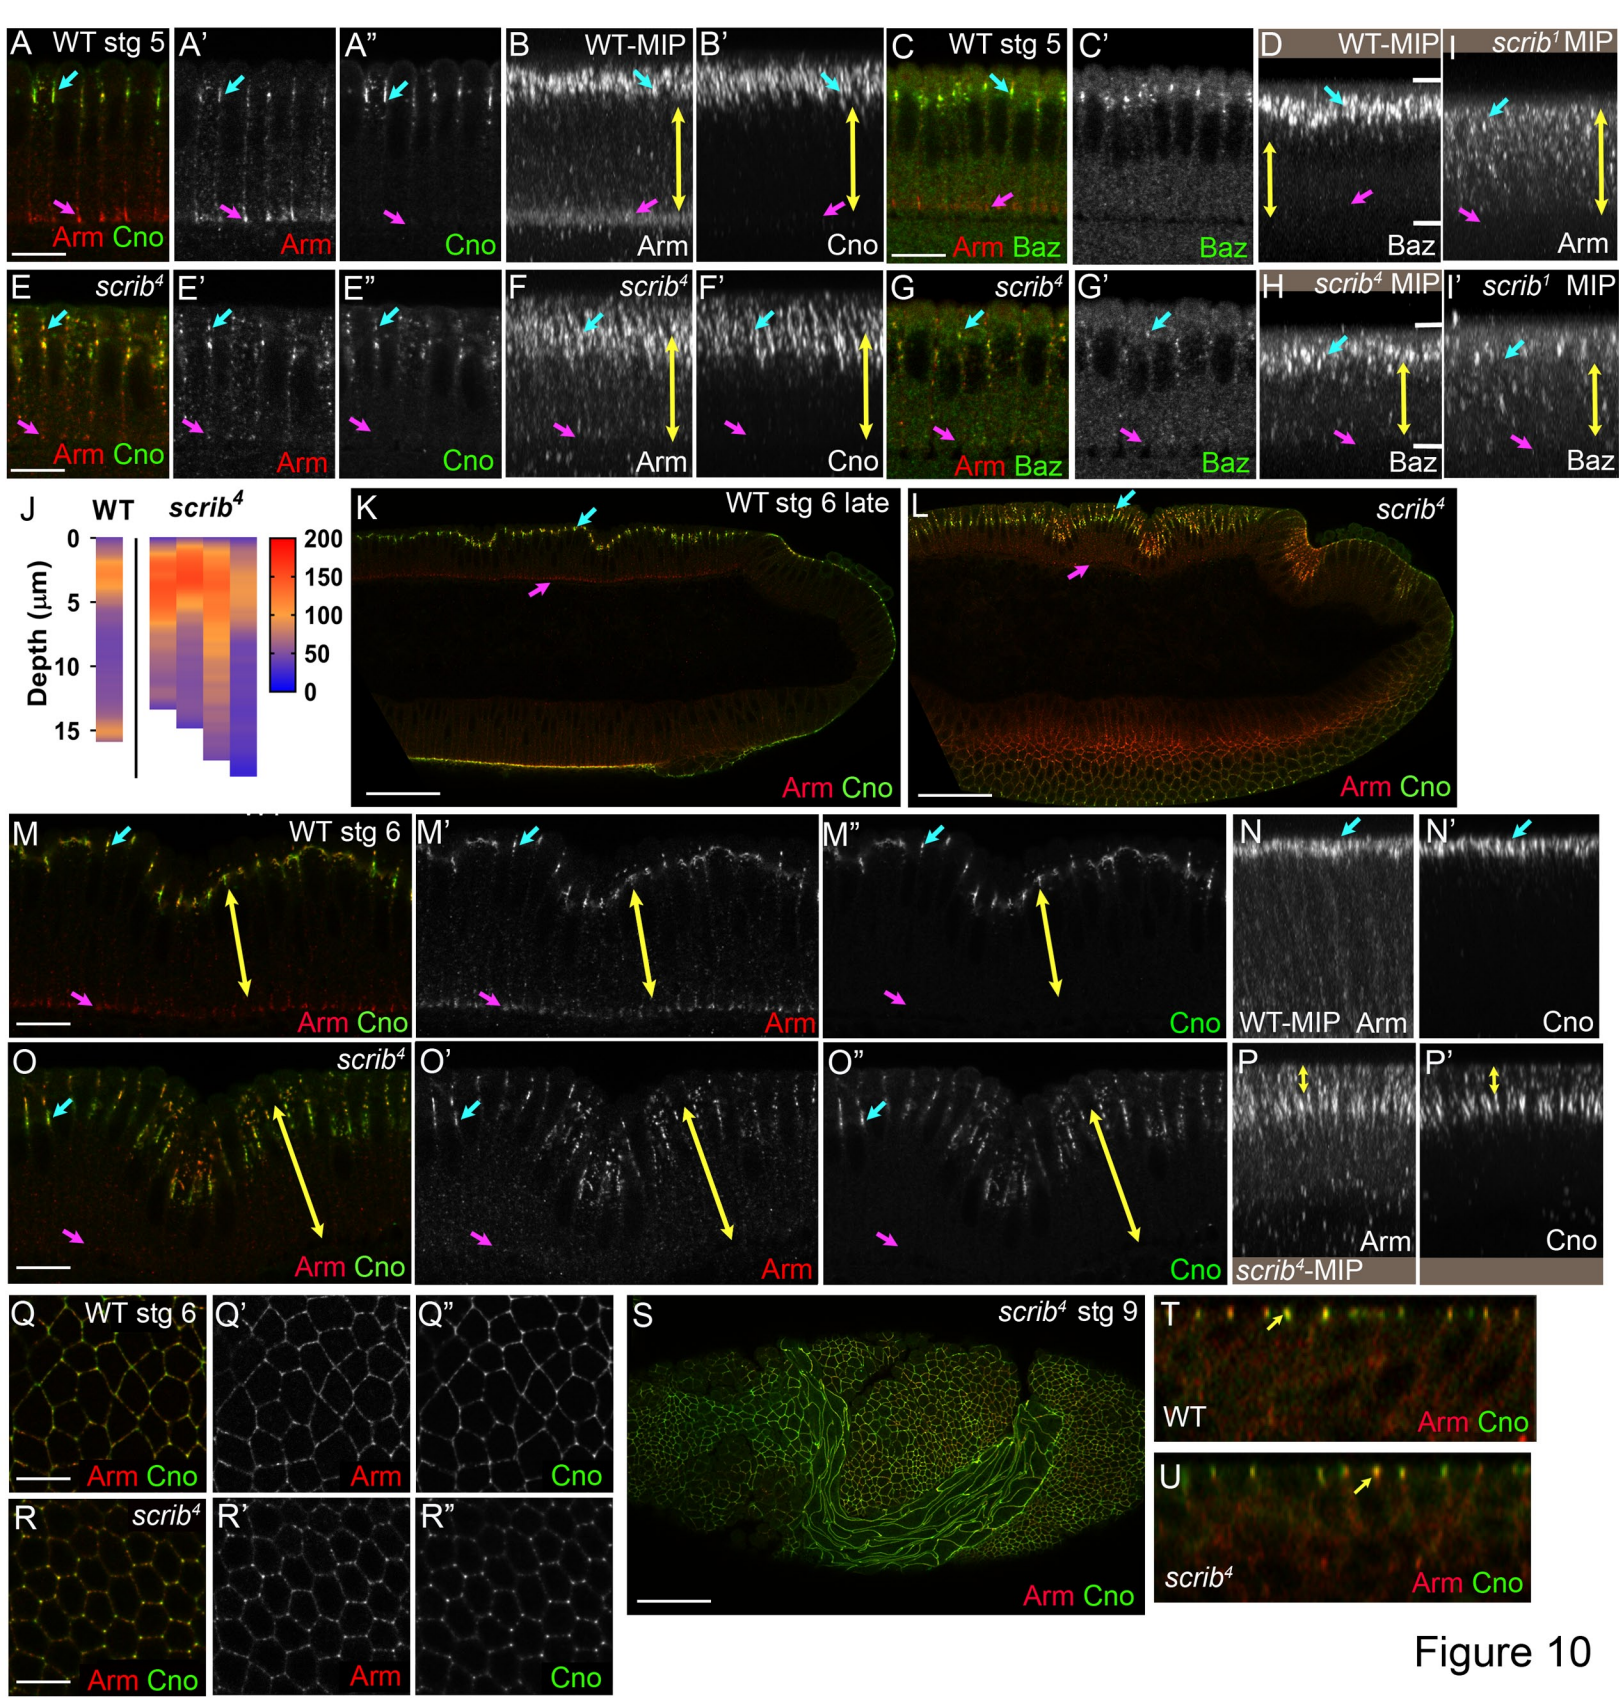 A WT stg 5 Arm Cno
A’ Arm
A” Cno
B WT-MIP Arm
B’ Cno
C WT stg 5 Arm Baz
C’ Baz
D WT-MIP Baz
I scrib¹ MIP Arm
E scrib⁴ Arm Cno
E’ Arm
E” Cno
F scrib⁴ Arm
F’ Cno
G scrib⁴ Arm Baz
G’ Baz
H scrib⁴ MIP Baz
I’ scrib¹ MIP Baz
J WT scrib⁴
Depth (μm)
0
5
10
15
200
150
100
50
0
K WT stg 6 late
Arm Cno
L scrib⁴
Arm Cno
M WT stg 6 Arm Cno
M’ Arm
M” Cno
N WT-MIP Arm
N’ Cno
O scrib⁴ Arm Cno
O’ Arm
O” Cno
P Arm
scrib⁴-MIP
P’ Cno
Q WT stg 6 Arm Cno
Q’ Arm
Q” Cno
R scrib⁴ Arm Cno
R’ Arm
R” Cno
S scrib⁴ stg 9
Arm Cno
T
WT Arm Cno
U
scrib⁴ Arm Cno
Figure 10